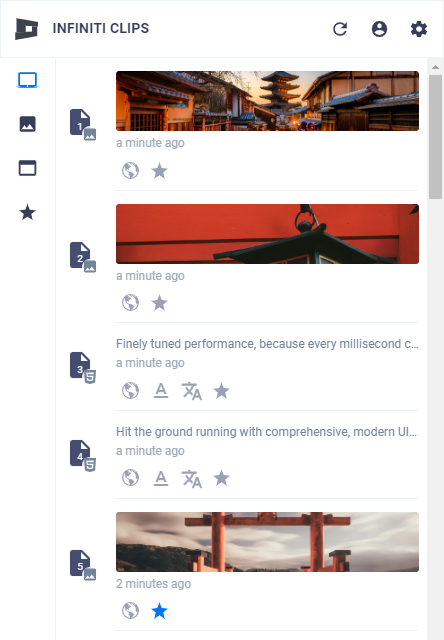 INFINITI CLIPS
1
a minute ago
2
a minute ago
Finely tuned performance, because every millisecond c...
3
a minute ago
Hit the ground running with comprehensive, modern UI...
4
a minute ago
5
2 minutes ago